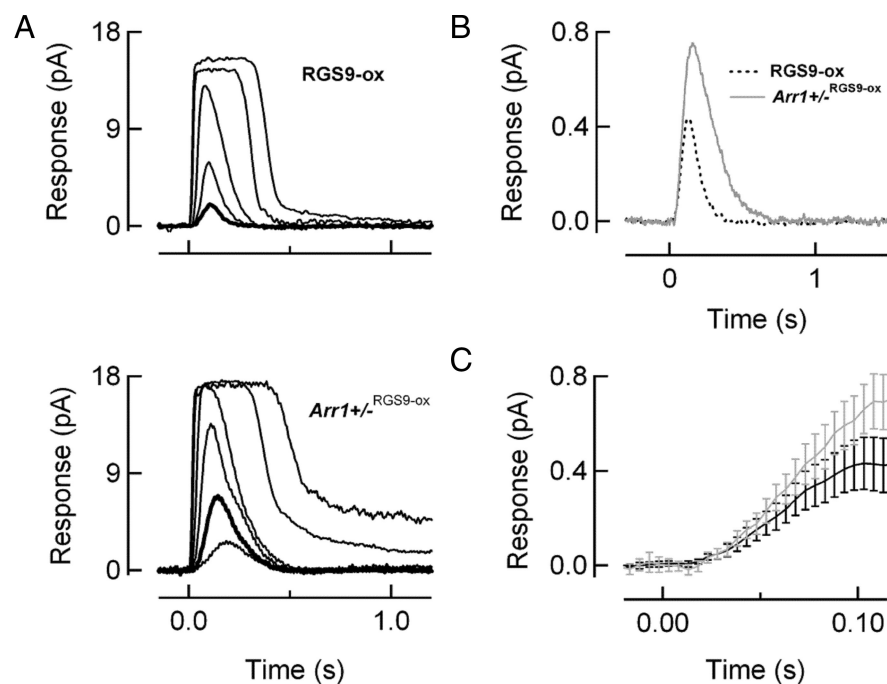 A
18
9
0
Response (pA)
RGS9-ox
B
0.8
0.4
0.0
Response (pA)
RGS9-ox
Arr1+/-RGS9-ox
0
1
Time (s)
18
9
0
Response (pA)
Arr1+/-RGS9-ox
0.0
1.0
Time (s)
C
0.8
0.4
0.0
Response (pA)
0.00
0.10
Time (s)